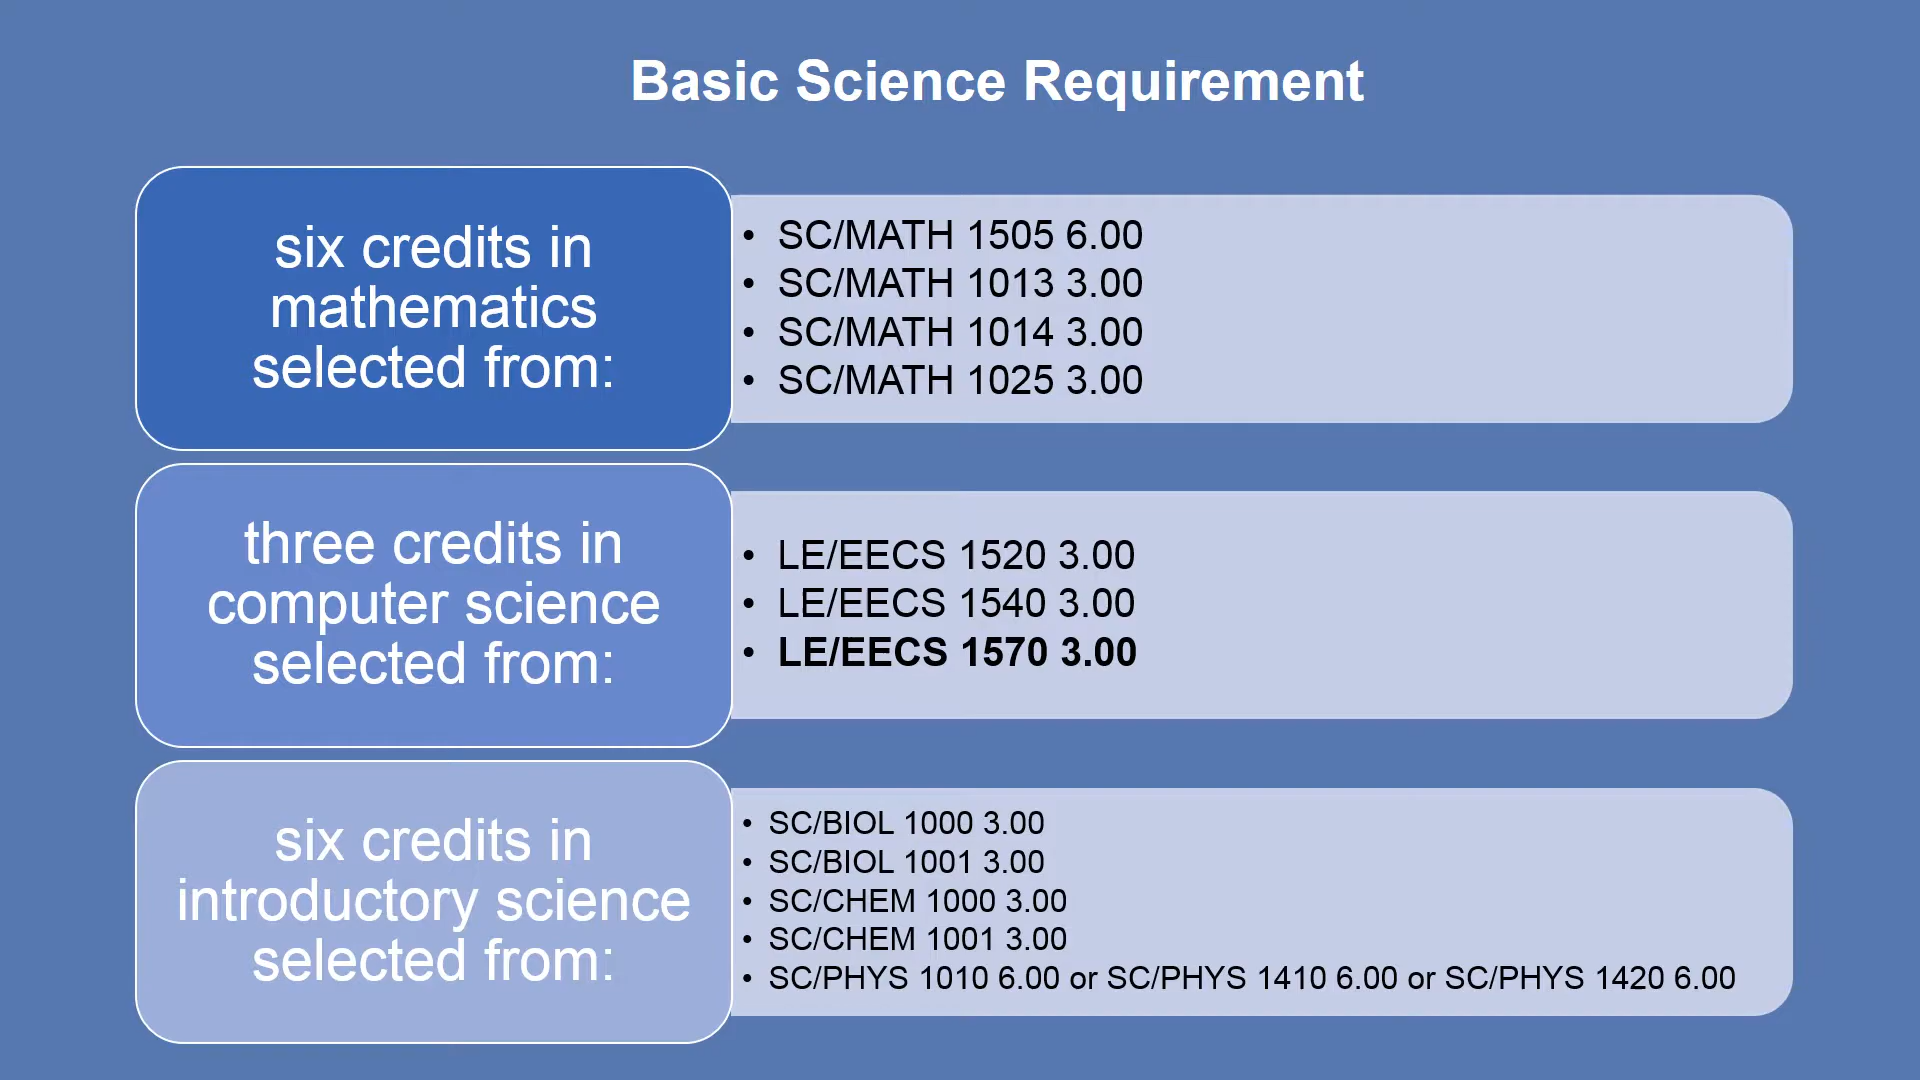 Basic Science Requirement
six credits in
mathematics
selected from:
• SC/MATH 1505 6.00
• SC/MATH 1013 3.00
• SC/MATH 1014 3.00
• SC/MATH 1025 3.00
three credits in
computer science
selected from:
• LE/EECS 1520 3.00
• LE/EECS 1540 3.00
• LE/EECS 1570 3.00
six credits in
introductory science
selected from:
• SC/BIOL 1000 3.00
• SC/BIOL 1001 3.00
• SC/CHEM 1000 3.00
• SC/CHEM 1001 3.00
• SC/PHYS 1010 6.00 or SC/PHYS 1410 6.00 or SC/PHYS 1420 6.00